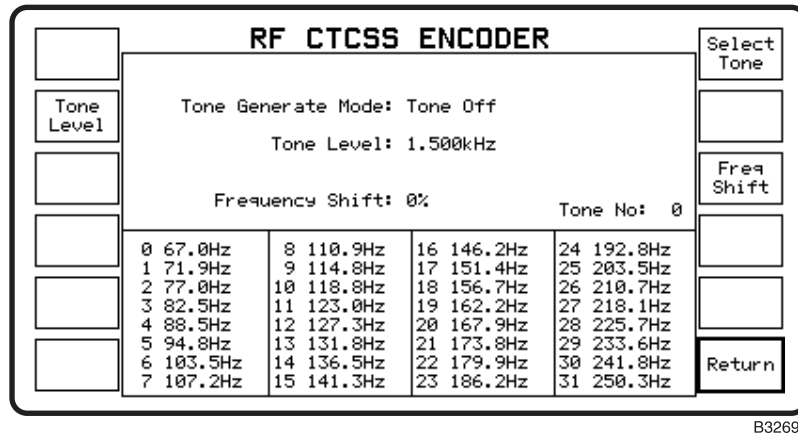 RF CTCSS ENCODER
Select
Tone
Tone
Level
Tone Generate Mode: Tone Off
Tone Level: 1.500kHz
Freq
Shift
Frequency Shift: 0%
Tone No: 0
0 67.0Hz 8 110.9Hz 16 146.2Hz 24 192.8Hz
1 71.9Hz 9 114.8Hz 17 151.4Hz 25 203.5Hz
2 77.0Hz 10 118.8Hz 18 156.7Hz 26 210.7Hz
3 82.5Hz 11 123.0Hz 19 162.2Hz 27 218.1Hz
4 88.5Hz 12 127.3Hz 20 167.9Hz 28 225.7Hz
5 94.8Hz 13 131.8Hz 21 173.8Hz 29 233.6Hz
6 103.5Hz 14 136.5Hz 22 179.9Hz 30 241.8Hz
7 107.2Hz 15 141.3Hz 23 186.2Hz 31 250.3Hz
Return
B3269